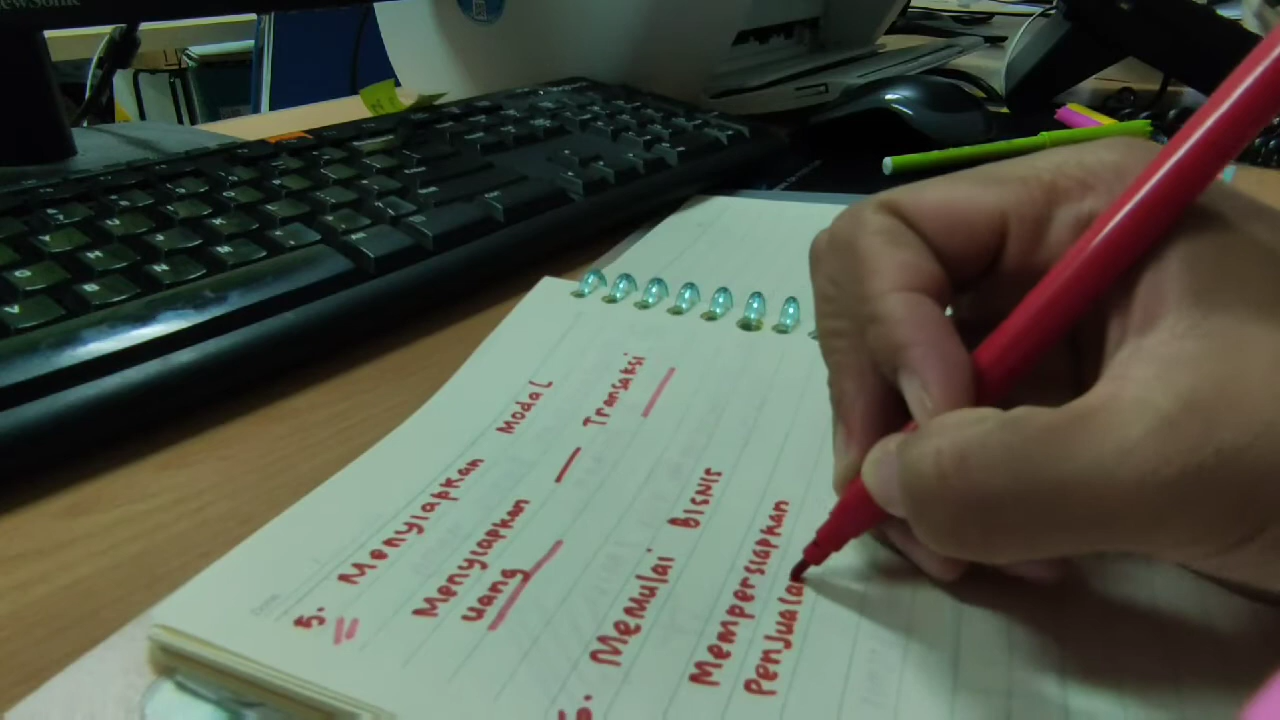 5. Menyiapkan Modal
Menyiapkan Transaksi
uang
6. Memulai Bisnis
Mempersiapkan
Penjualan